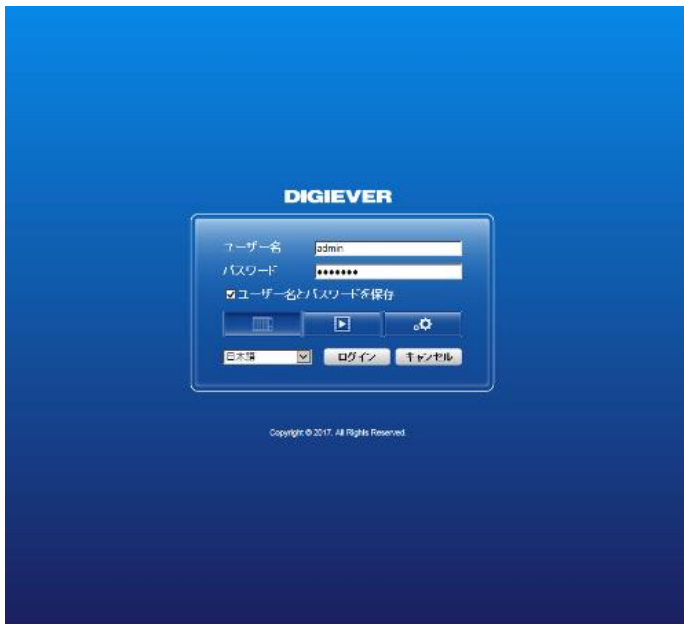 DIGIEVER
ユーザー名 admin
パスワード •••••••
ユーザー名とパスワードを保存
日本語 ログイン キャンセル
Copyright © 2017. All Rights Reserved.